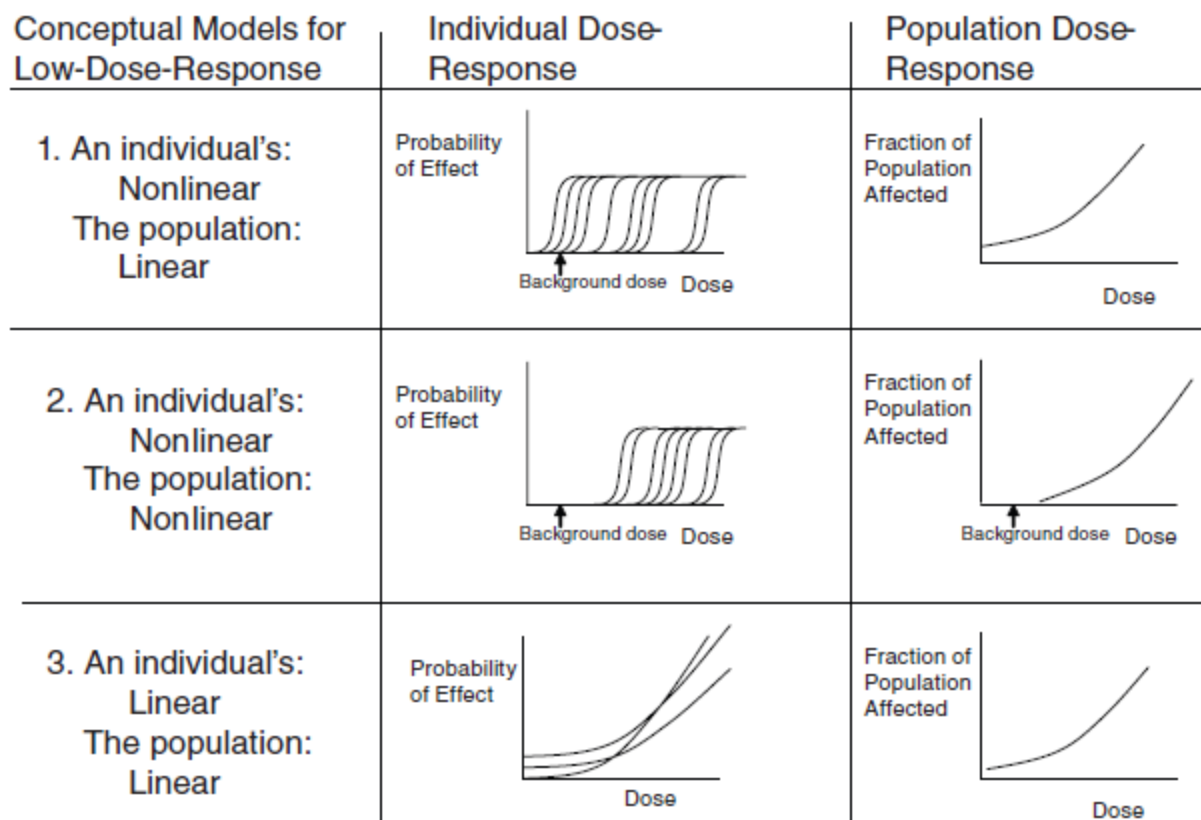 Conceptual Models for
Low-Dose-Response
Individual Dose-
Response
Population Dose-
Response
1. An individual's:
Nonlinear
The population:
Linear
Probability
of Effect
Background dose
Dose
Fraction of
Population
Affected
Dose
2. An individual's:
Nonlinear
The population:
Nonlinear
Probability
of Effect
Background dose
Dose
Fraction of
Population
Affected
Background dose
Dose
3. An individual's:
Linear
The population:
Linear
Probability
of Effect
Dose
Fraction of
Population
Affected
Dose